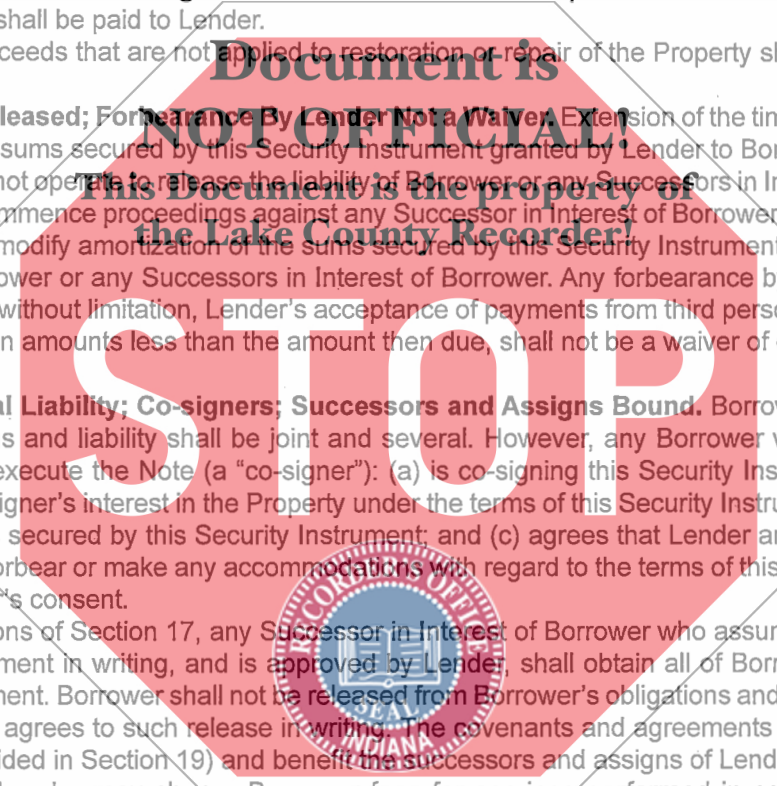 shall be paid to Lender.
ceeds that are not applied to restoration or repair of the Property sh
Document is
leased; Forbearance By Lender Not a Waiver. Extension of the tim
NOT OFFICIAL!
sums secured by this Security Instrument granted by Lender to Bor
not operate to release the liability of Borrower or any Successors in In
This Document is the property of
mmence proceedings against any Successor in Interest of Borrower
the Lake County Recorder!
modify amortization of the sums secured by this Security Instrument
ower or any Successors in Interest of Borrower. Any forbearance b
without limitation, Lender's acceptance of payments from third perso
n amounts less than the amount then due, shall not be a waiver of
STOP
al Liability; Co-signers; Successors and Assigns Bound. Borrow
s and liability shall be joint and several. However, any Borrower w
execute the Note (a "co-signer"): (a) is co-signing this Security Ins
igner's interest in the Property under the terms of this Security Instru
secured by this Security Instrument; and (c) agrees that Lender an
orbear or make any accommodations with regard to the terms of this
's consent.
ons of Section 17, any Successor in Interest of Borrower who assum
ment in writing, and is approved by Lender, shall obtain all of Borr
ment. Borrower shall not be released from Borrower's obligations and
agrees to such release in writing. The covenants and agreements
ided in Section 19) and benefit the successors and assigns of Lend
RECORDER'S OFFICE
SEAL
INDIANA